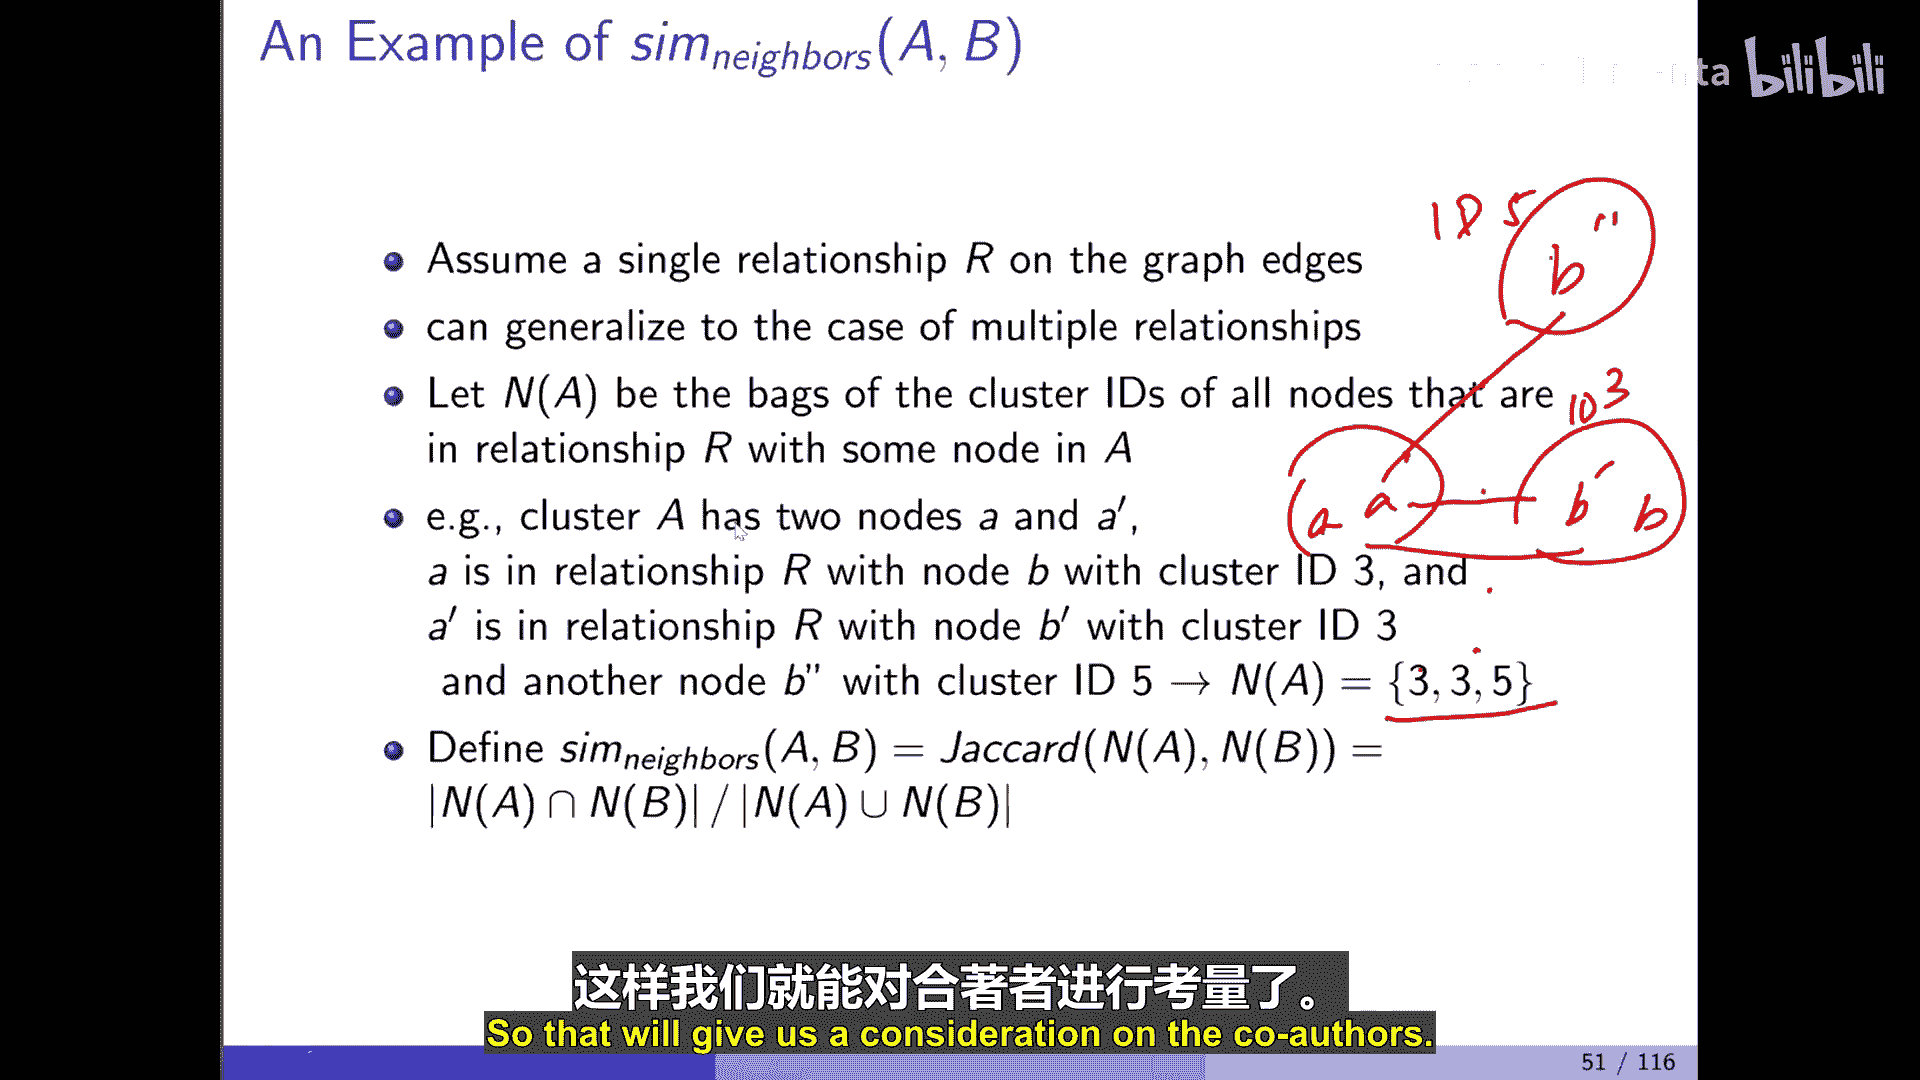 An Example of sim_neighbors(A, B)
ta bilibili
• Assume a single relationship R on the graph edges
• can generalize to the case of multiple relationships
• Let N(A) be the bags of the cluster IDs of all nodes that are
in relationship R with some node in A
• e.g., cluster A has two nodes a and a′,
a is in relationship R with node b with cluster ID 3, and
a′ is in relationship R with node b′ with cluster ID 3
and another node b” with cluster ID 5 → N(A) = {3, 3, 5}
• Define sim_neighbors(A, B) = Jaccard(N(A), N(B)) =
|N(A) ∩ N(B)| / |N(A) ∪ N(B)|
ID 5
b"
ID 3
a a b′ b
这样我们就能对合著者进行考量了。
So that will give us a consideration on the co-authors.
51 / 116